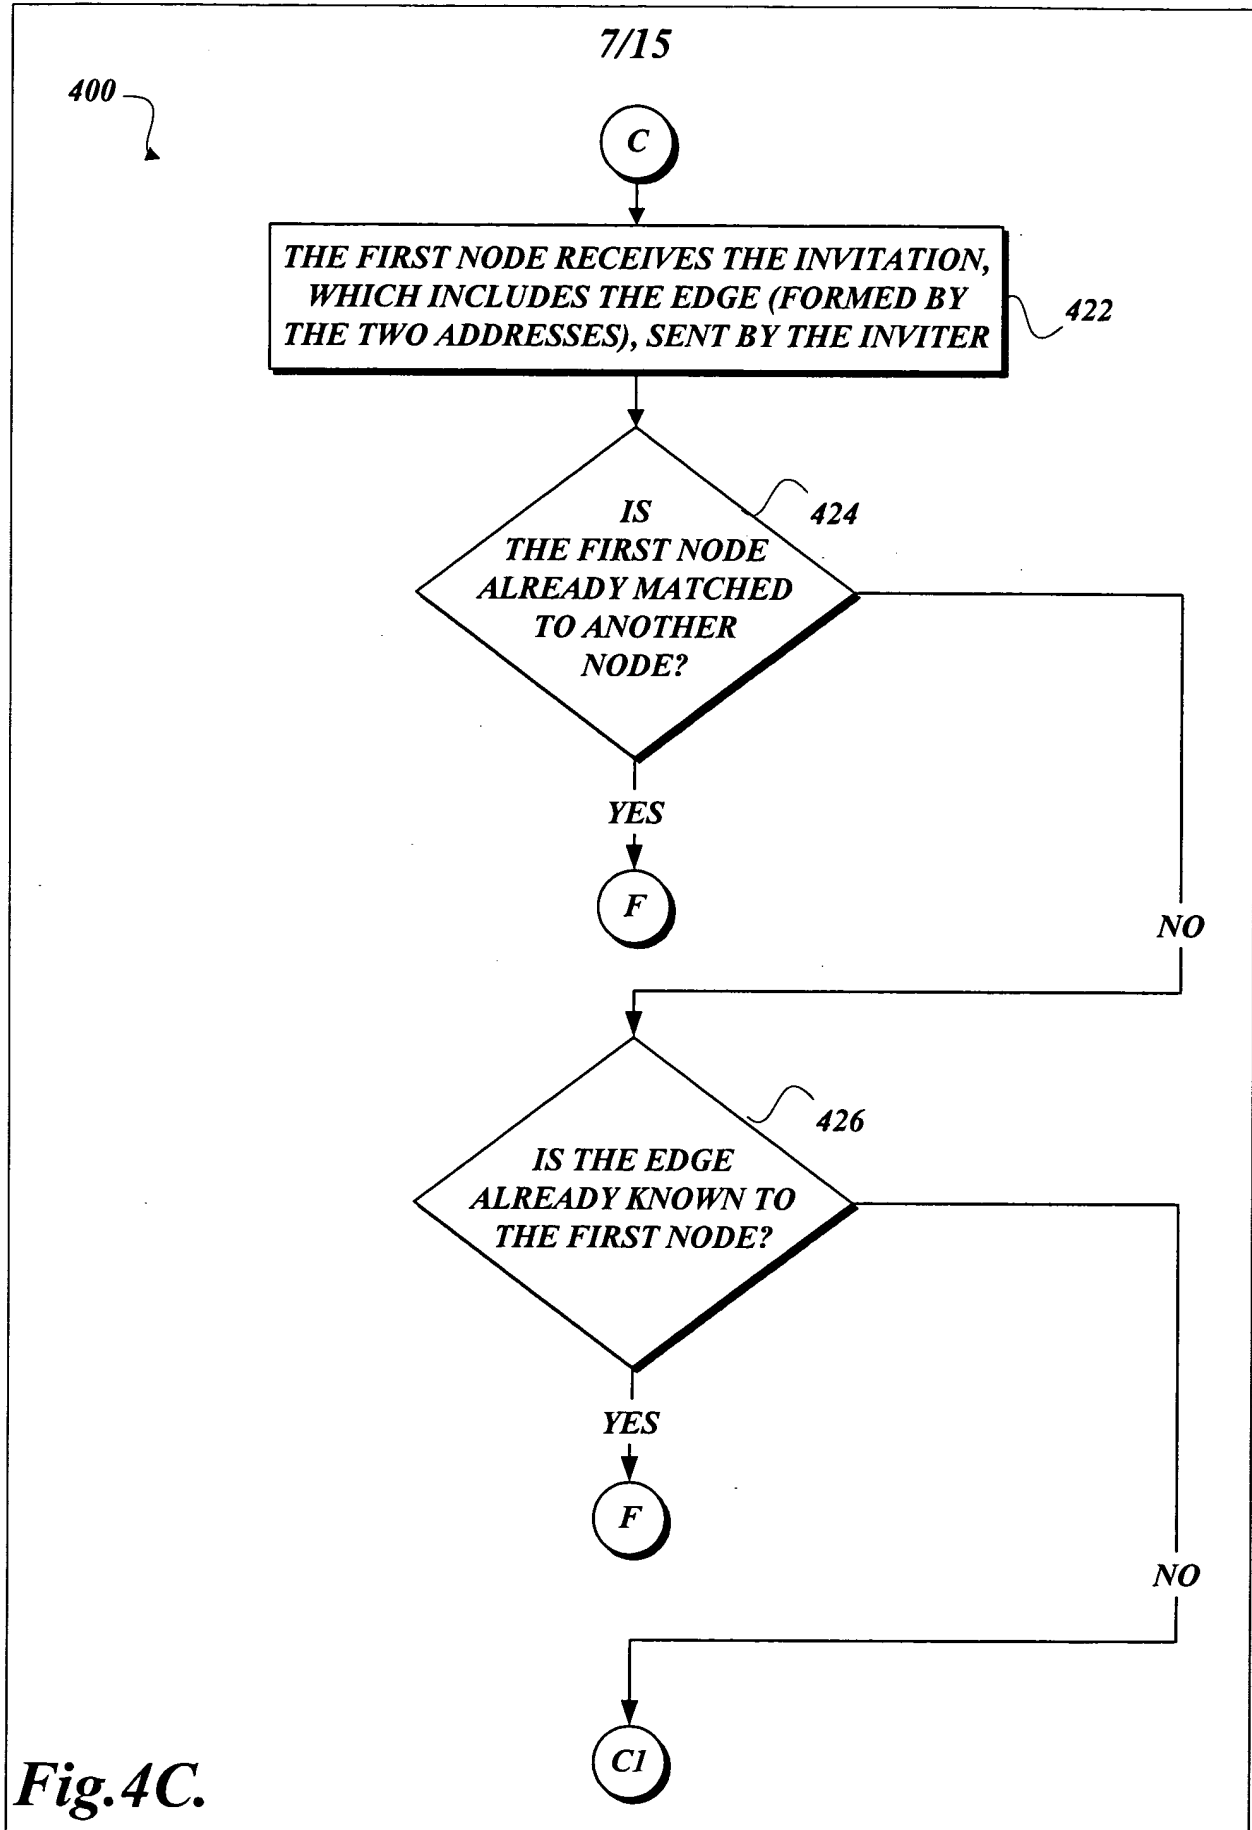 7/15
400
C
THE FIRST NODE RECEIVES THE INVITATION,
WHICH INCLUDES THE EDGE (FORMED BY
THE TWO ADDRESSES), SENT BY THE INVITER
422
IS
THE FIRST NODE
ALREADY MATCHED
TO ANOTHER
NODE?
424
YES
F
NO
IS THE EDGE
ALREADY KNOWN TO
THE FIRST NODE?
426
YES
F
NO
C1
Fig.4C.